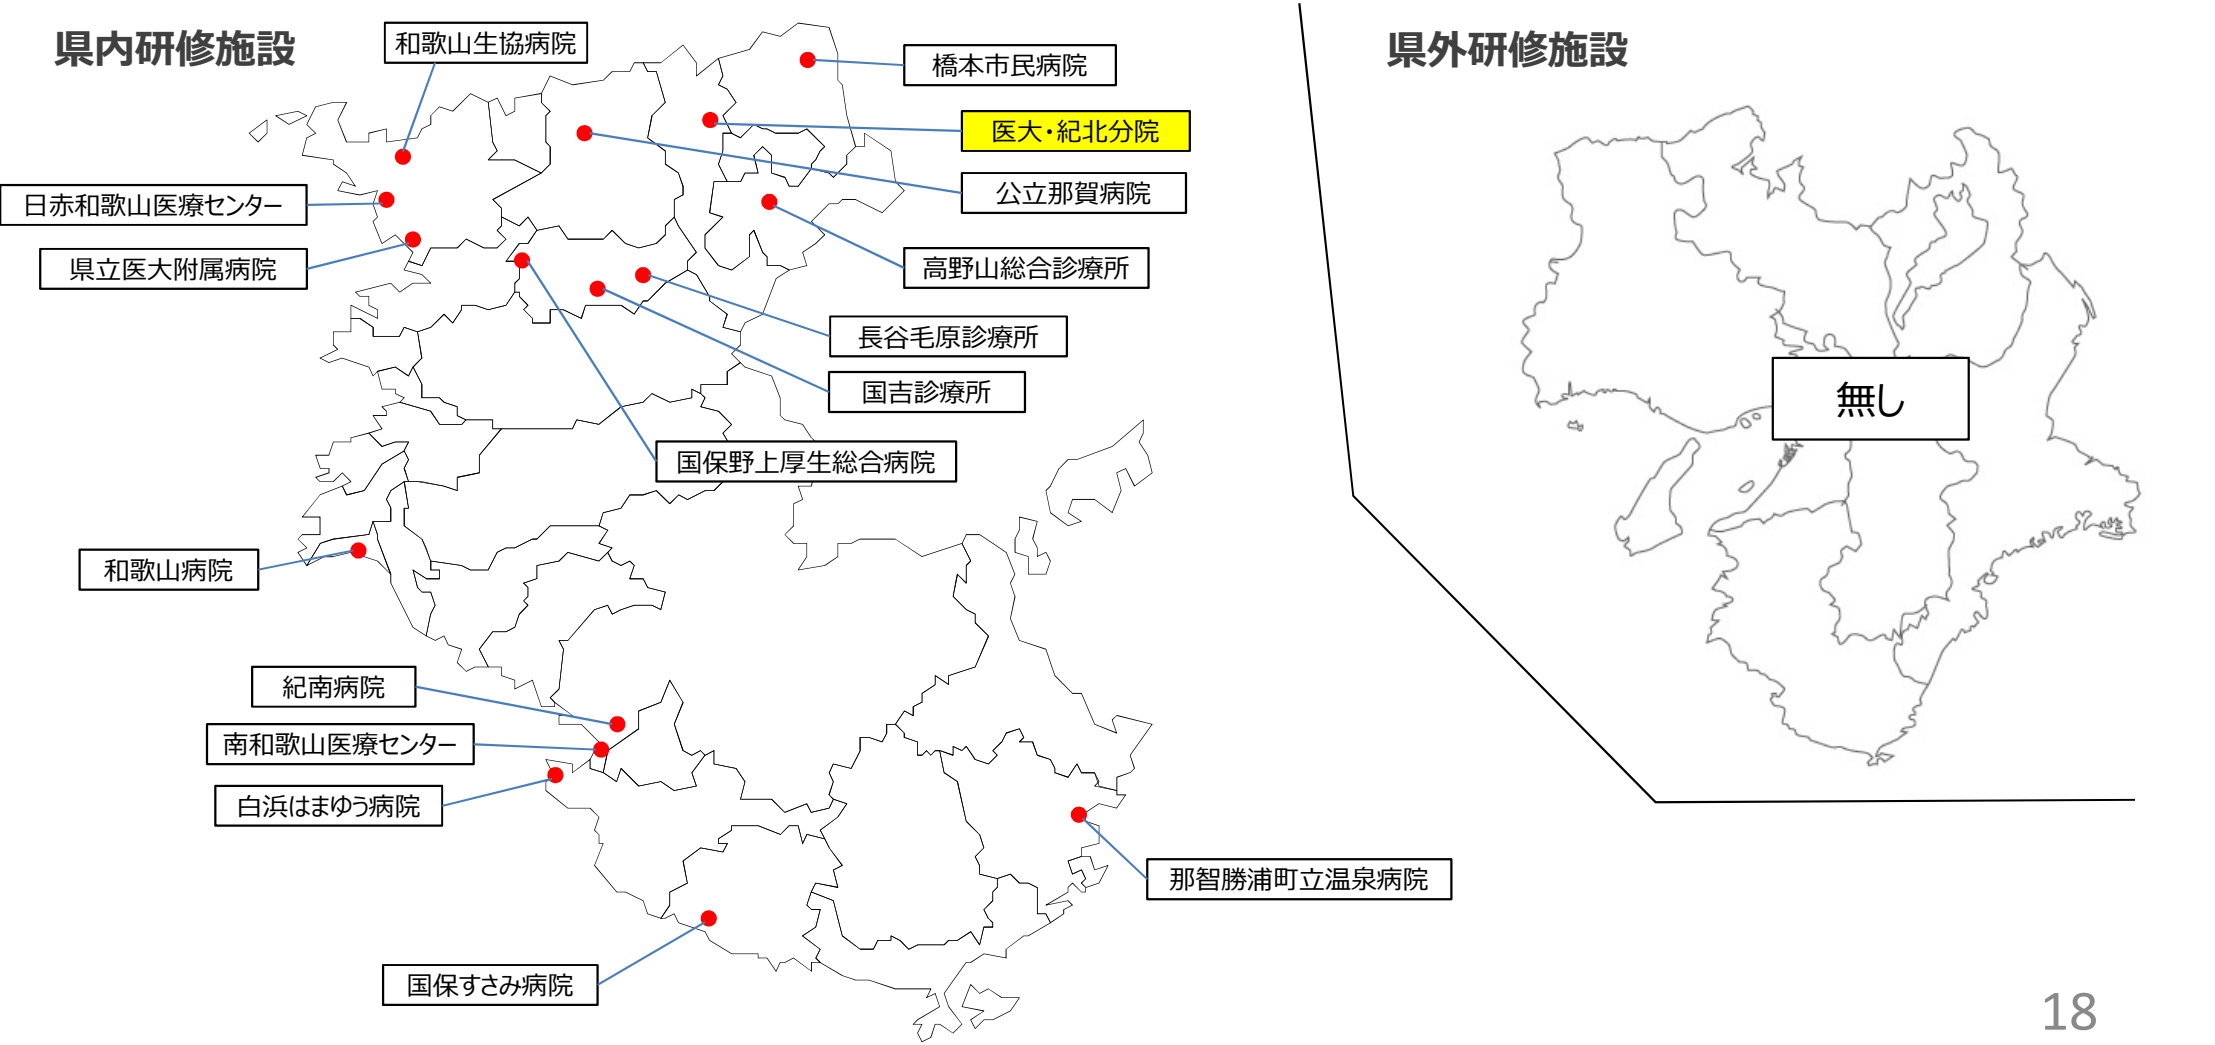 県内研修施設
和歌山生協病院
橋本市民病院
医大・紀北分院
公立那賀病院
日赤和歌山医療センター
県立医大附属病院
高野山総合診療所
長谷毛原診療所
国吉診療所
国保野上厚生総合病院
和歌山病院
紀南病院
南和歌山医療センター
白浜はまゆう病院
那智勝浦町立温泉病院
国保すさみ病院
県外研修施設
無し
18